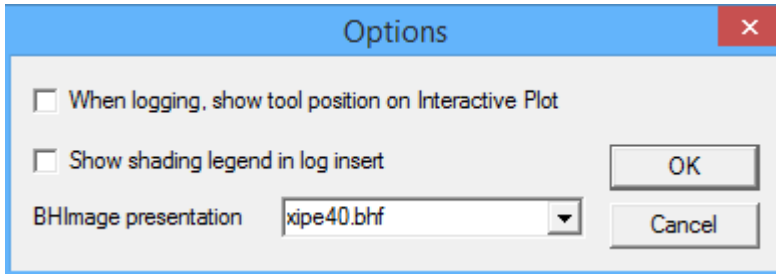 Options
When logging, show tool position on Interactive Plot
Show shading legend in log insert
OK
BHImage presentation xipe40.bhf
Cancel